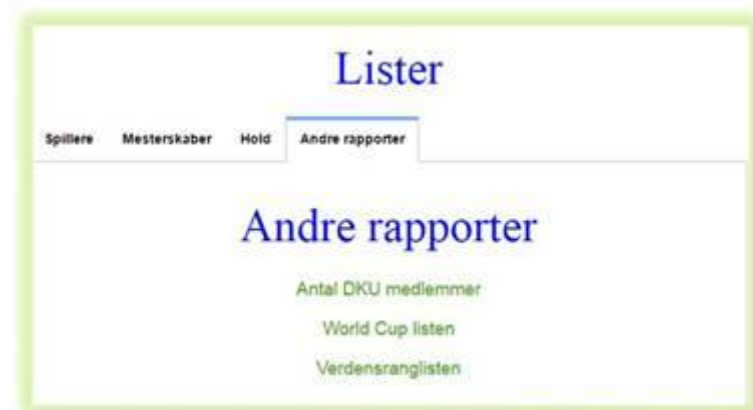 Lister
Spillere Mesterskaber Hold Andre rapporter
Andre rapporter
Antal DKU medlemmer
World Cup listen
Verdensranglisten